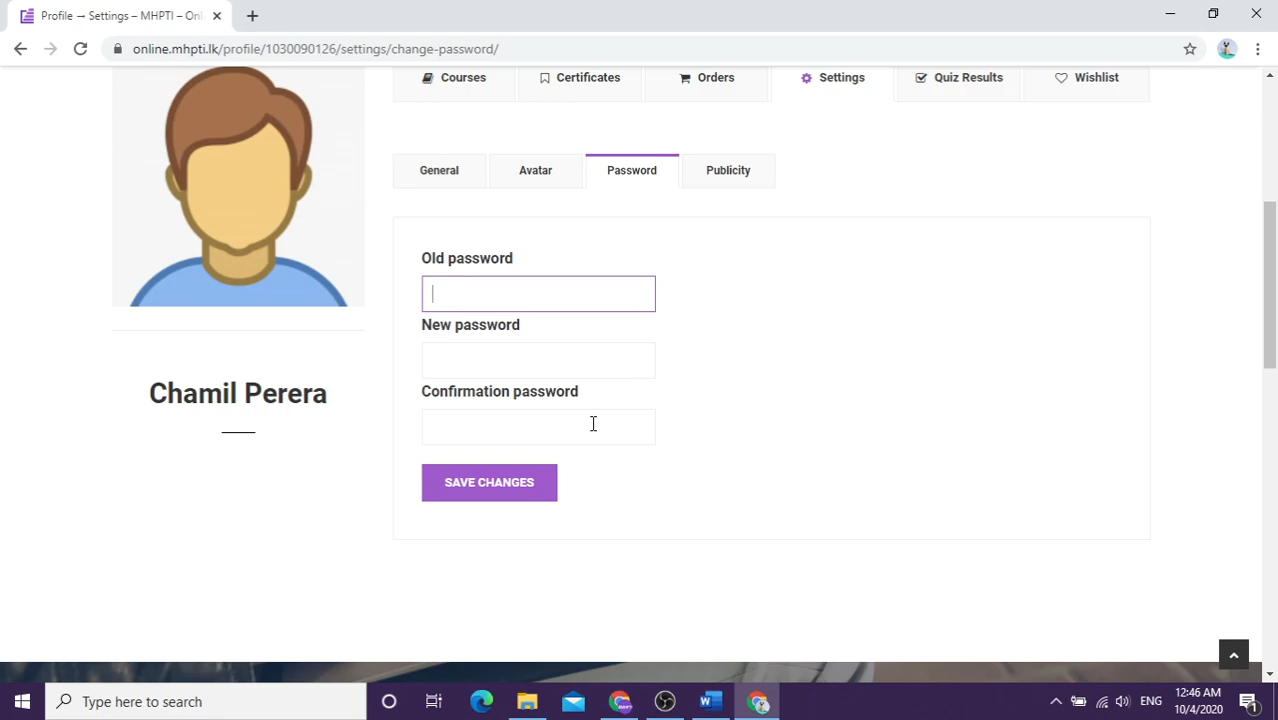 Profile → Settings – MHPTI – Onl
online.mhpti.lk/profile/1030090126/settings/change-password/
Courses
Certificates
Orders
Settings
Quiz Results
Wishlist
General
Avatar
Password
Publicity
Old password
New password
Confirmation password
SAVE CHANGES
Chamil Perera
Type here to search
ENG
12:46 AM
10/4/2020
1